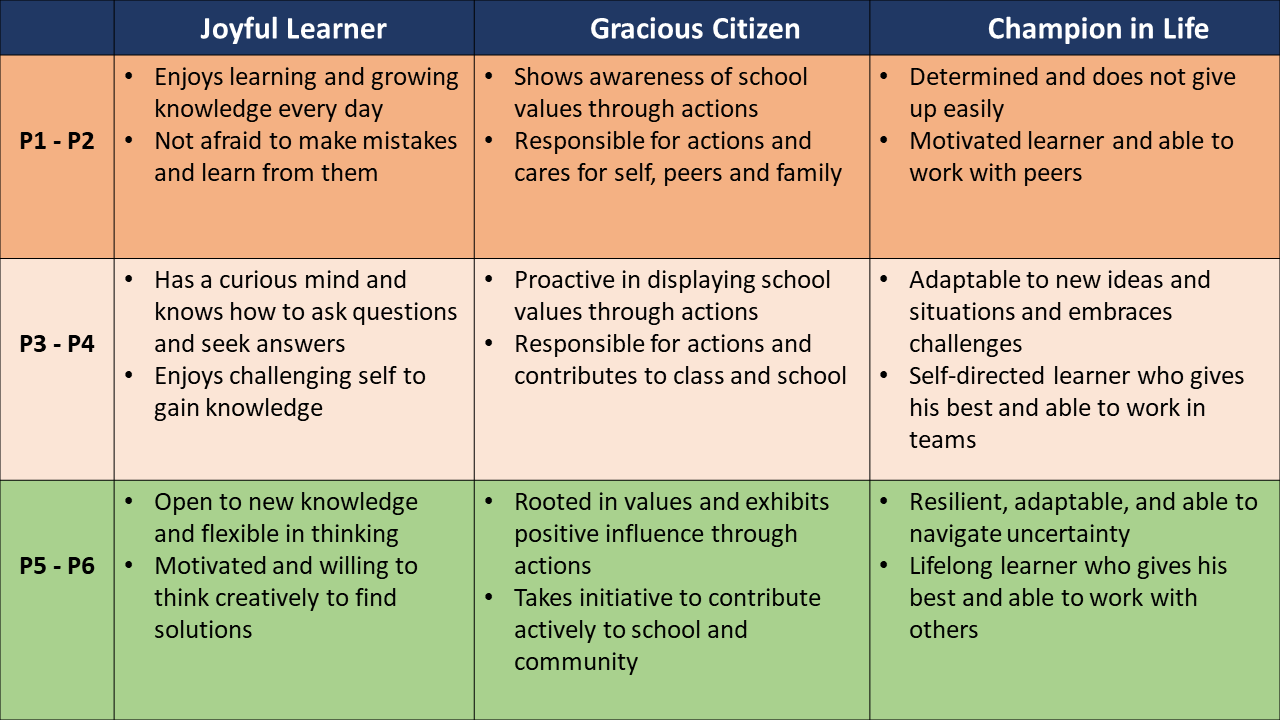 Joyful Learner
Gracious Citizen
Champion in Life
P1 - P2
• Enjoys learning and growing
knowledge every day
• Not afraid to make mistakes
and learn from them
• Shows awareness of school
values through actions
• Responsible for actions and
cares for self, peers and family
• Determined and does not give
up easily
• Motivated learner and able to
work with peers
P3 - P4
• Has a curious mind and
knows how to ask questions
and seek answers
• Enjoys challenging self to
gain knowledge
• Proactive in displaying school
values through actions
• Responsible for actions and
contributes to class and school
• Adaptable to new ideas and
situations and embraces
challenges
• Self-directed learner who gives
his best and able to work in
teams
P5 - P6
• Open to new knowledge
and flexible in thinking
• Motivated and willing to
think creatively to find
solutions
• Rooted in values and exhibits
positive influence through
actions
• Takes initiative to contribute
actively to school and
community
• Resilient, adaptable, and able to
navigate uncertainty
• Lifelong learner who gives his
best and able to work with
others